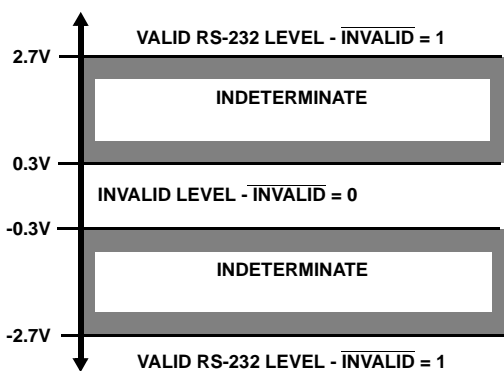 VALID RS-232 LEVEL - INVALID = 1
2.7V
INDETERMINATE
0.3V
INVALID LEVEL - INVALID = 0
-0.3V
INDETERMINATE
-2.7V
VALID RS-232 LEVEL - INVALID = 1